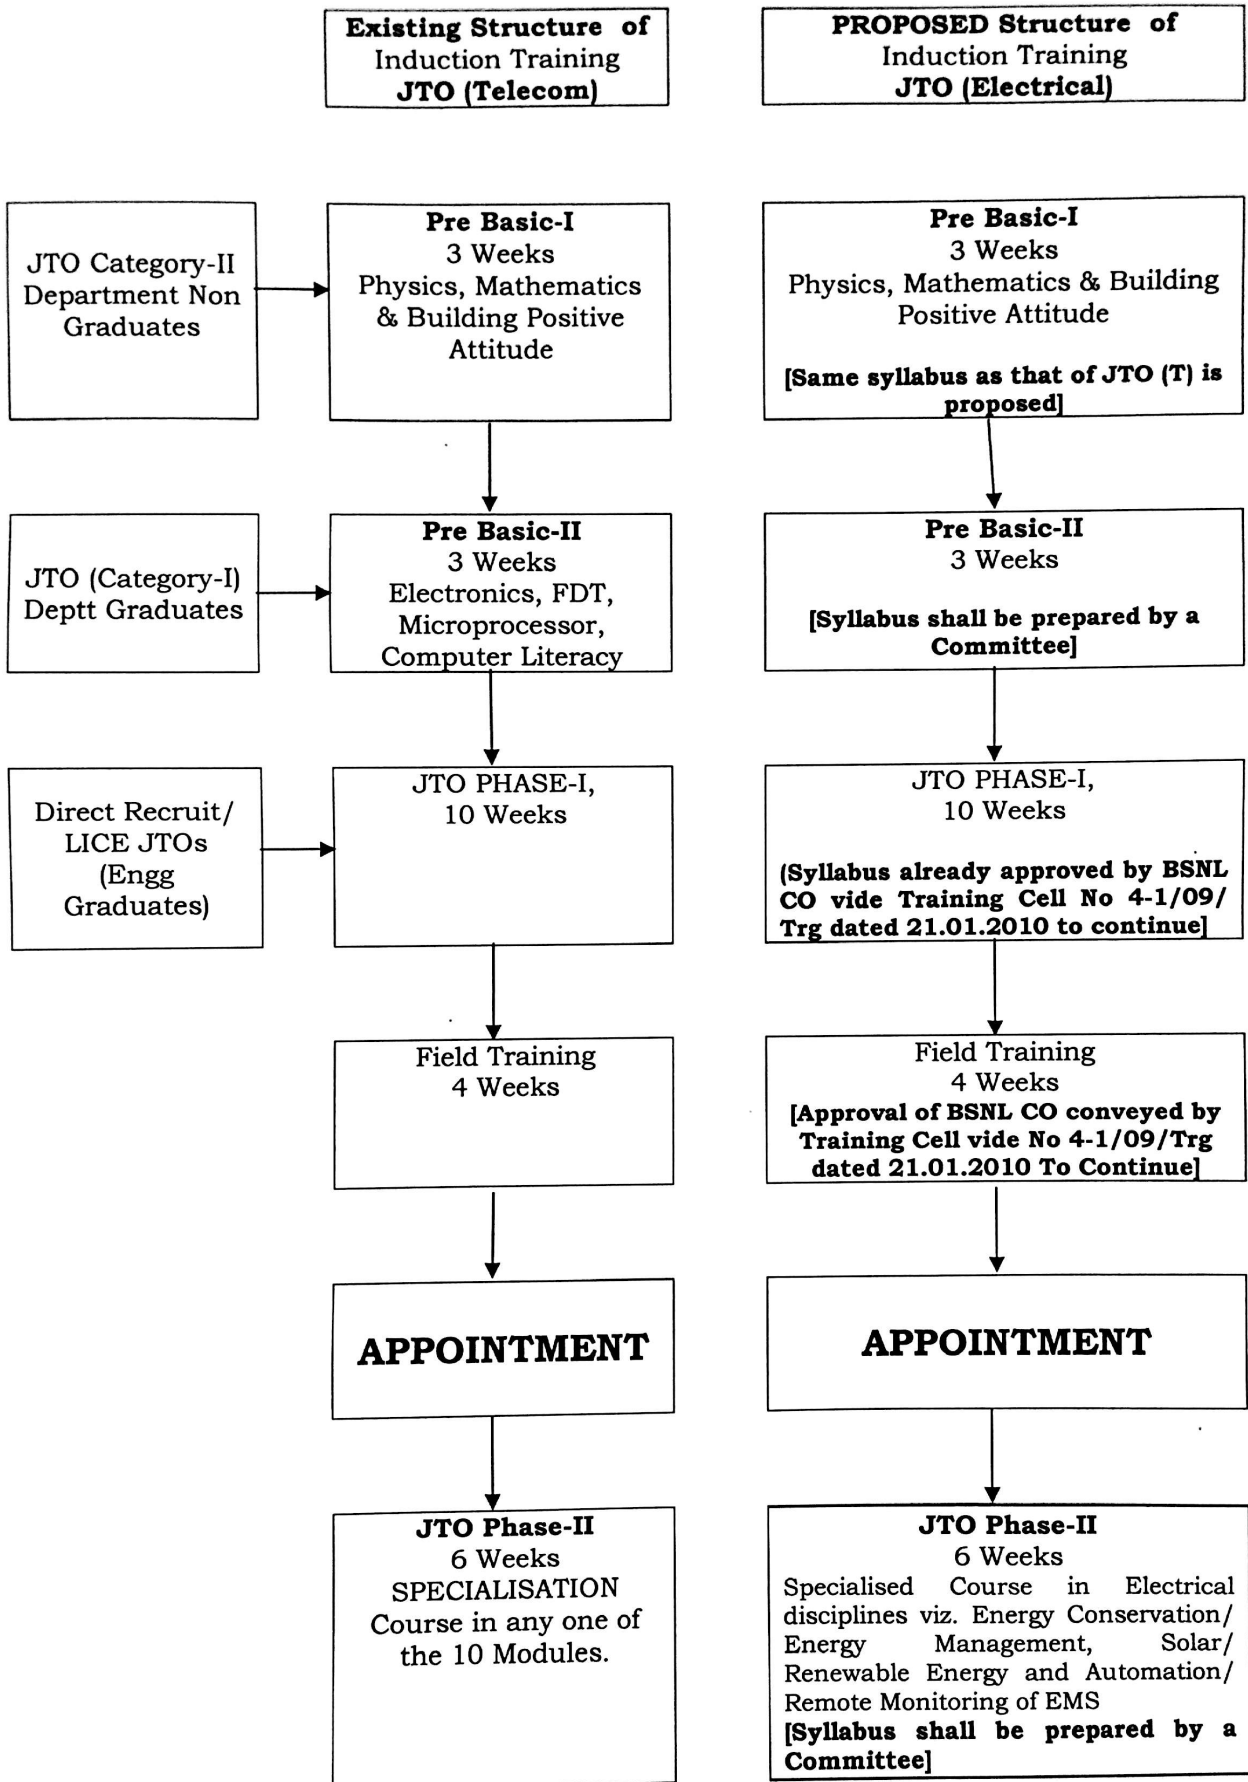 Existing Structure of
Induction Training
JTO (Telecom)
PROPOSED Structure of
Induction Training
JTO (Electrical)
JTO Category-II
Department Non
Graduates
Pre Basic-I
3 Weeks
Physics, Mathematics
& Building Positive
Attitude
Pre Basic-I
3 Weeks
Physics, Mathematics & Building
Positive Attitude
[Same syllabus as that of JTO (T) is
proposed]
JTO (Category-I)
Deptt Graduates
Pre Basic-II
3 Weeks
Electronics, FDT,
Microprocessor,
Computer Literacy
Pre Basic-II
3 Weeks
[Syllabus shall be prepared by a
Committee]
Direct Recruit/
LICE JTOs
(Engg
Graduates)
JTO PHASE-I,
10 Weeks
JTO PHASE-I,
10 Weeks
(Syllabus already approved by BSNL
CO vide Training Cell No 4-1/09/
Trg dated 21.01.2010 to continue]
Field Training
4 Weeks
Field Training
4 Weeks
[Approval of BSNL CO conveyed by
Training Cell vide No 4-1/09/Trg
dated 21.01.2010 To Continue]
APPOINTMENT
APPOINTMENT
JTO Phase-II
6 Weeks
SPECIALISATION
Course in any one of
the 10 Modules.
JTO Phase-II
6 Weeks
Specialised Course in Electrical
disciplines viz. Energy Conservation/
Energy Management, Solar/
Renewable Energy and Automation/
Remote Monitoring of EMS
[Syllabus shall be prepared by a
Committee]